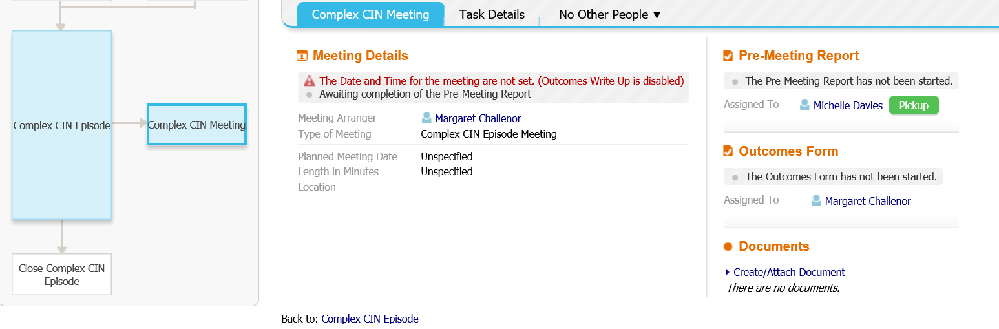 Complex CIN Meeting
Task Details
No Other People ▼
Complex CIN Episode
Complex CIN Meeting
Close Complex CIN
Episode
Meeting Details
The Date and Time for the meeting are not set. (Outcomes Write Up is disabled)
Awaiting completion of the Pre-Meeting Report
Meeting Arranger Margaret Challenor
Type of Meeting Complex CIN Episode Meeting
Planned Meeting Date Unspecified
Length in Minutes Unspecified
Location
Pre-Meeting Report
The Pre-Meeting Report has not been started.
Assigned To Michelle Davies Pickup
Outcomes Form
The Outcomes Form has not been started.
Assigned To Margaret Challenor
Documents
Create/Attach Document
There are no documents.
Back to: Complex CIN Episode